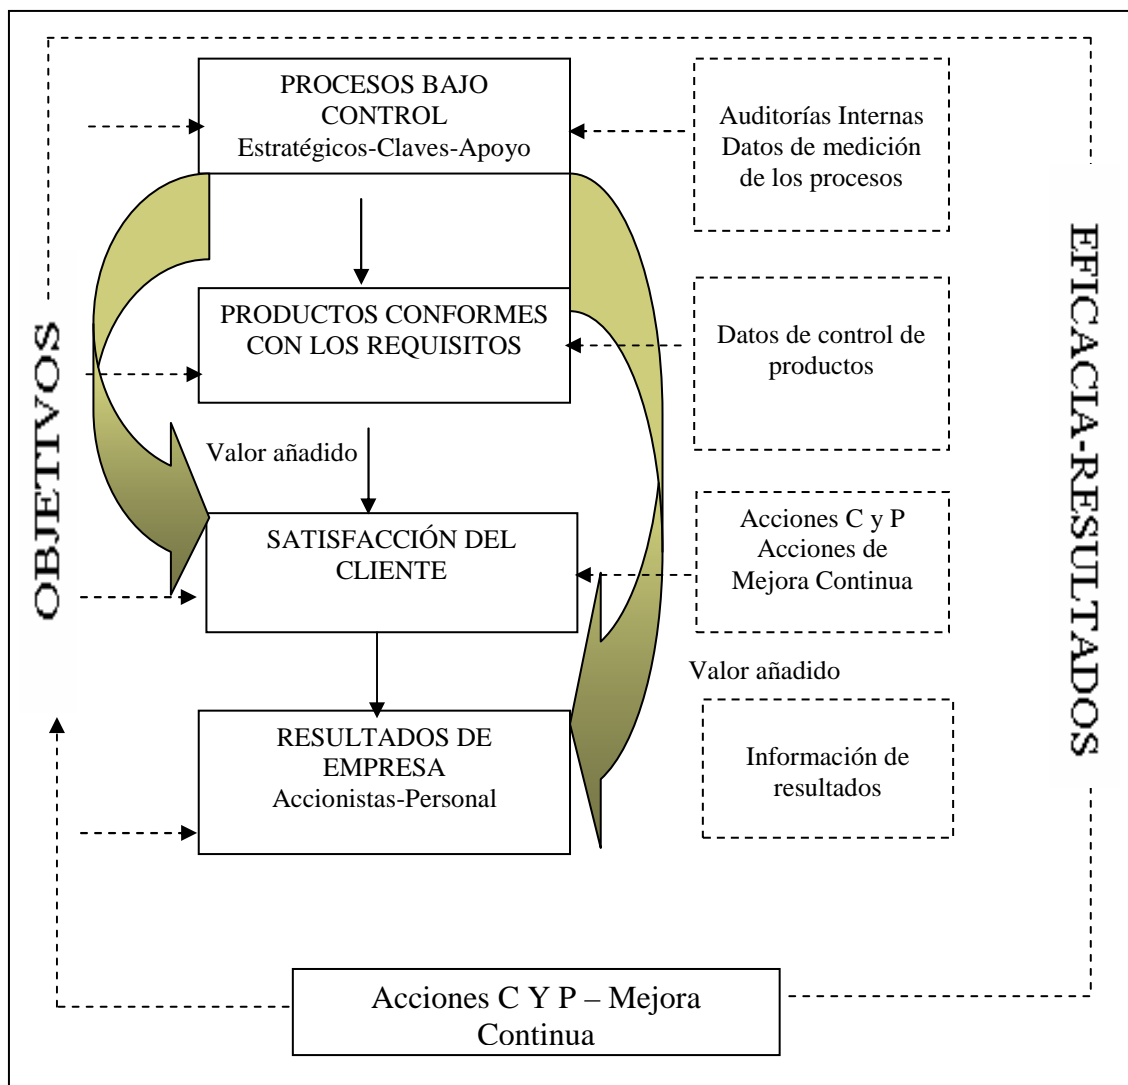 PROCESOS BAJO
CONTROL
Estratégicos-Claves-Apoyo
Auditorías Internas
Datos de medición
de los procesos
OBJETIVOS
EFICACIA-RESULTADOS
PRODUCTOS CONFORMES
CON LOS REQUISITOS
Datos de control de
productos
Valor añadido
SATISFACCIÓN DEL
CLIENTE
Acciones C y P
Acciones de
Mejora Continua
Valor añadido
RESULTADOS DE
EMPRESA
Accionistas-Personal
Información de
resultados
Acciones C Y P – Mejora
Continua